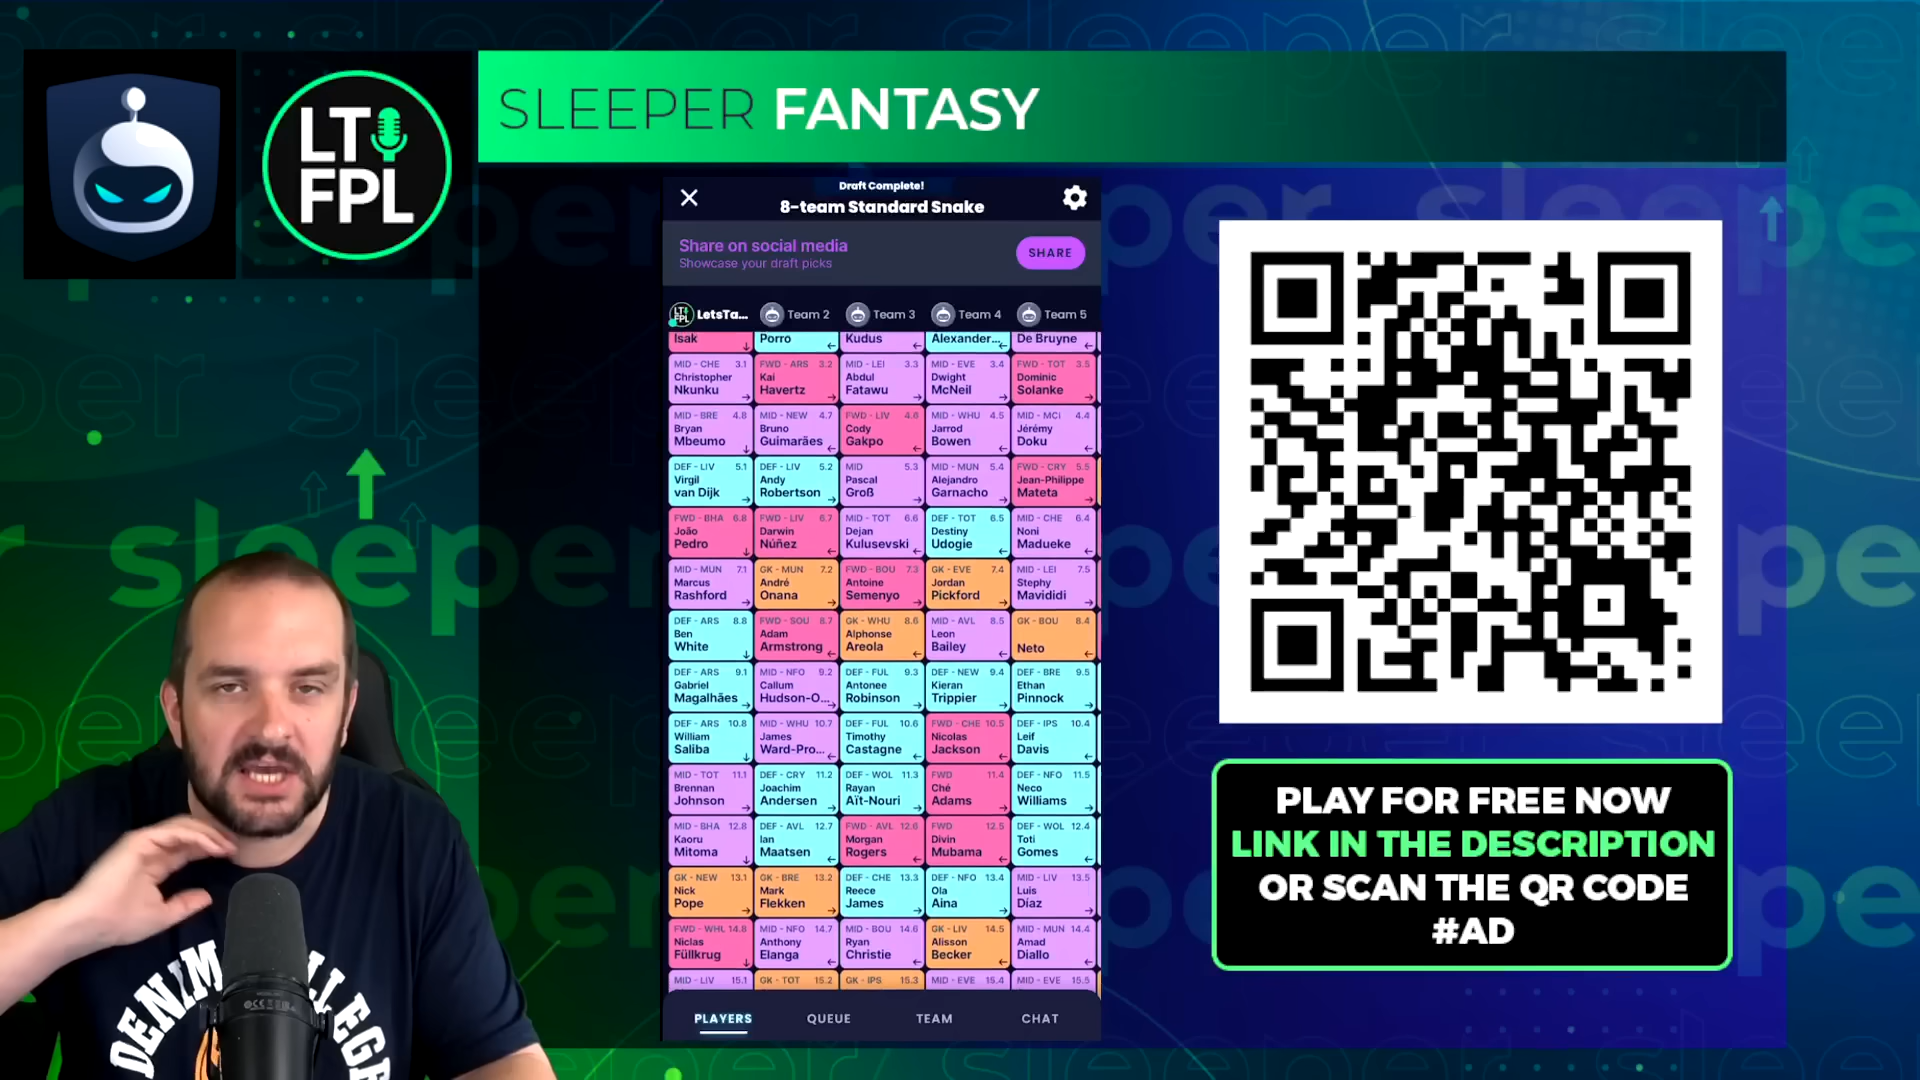 LT
FPL
SLEEPER FANTASY
Draft Complete!
8-team Standard Snake
Share on social media
Showcase your draft picks
SHARE
LetsTa... Team 2 Team 3 Team 4 Team 5
Isak Porro Kudus Alexander... De Bruyne
MID - CHE 3.1 FWD - ARS 3.2 MID - LEI 3.3 MID - EVE 3.4 FWD - TOT 3.5
Christopher Kai Abdul Dwight Dominic
Nkunku Havertz Fatawu McNeil Solanke
MID - BRE 4.8 MID - NEW 4.7 FWD - LIV 4.6 MID - WHU 4.5 MID - MCI 4.4
Bryan Bruno Cody Jarrod Jérémy
Mbeumo Guimarães Gakpo Bowen Doku
DEF - LIV 5.1 DEF - LIV 5.2 MID 5.3 MID - MUN 5.4 FWD - CRY 5.5
Virgil Andy Pascal Alejandro Jean-Philippe
van Dijk Robertson Groß Garnacho Mateta
FWD - BHA 6.8 FWD - LIV 6.7 MID - TOT 6.6 DEF - TOT 6.5 MID - CHE 6.4
João Darwin Dejan Destiny Noni
Pedro Núñez Kulusevski Udogie Madueke
MID - MUN 7.1 GK - MUN 7.2 FWD - BOU 7.3 GK - EVE 7.4 MID - LEI 7.5
Marcus André Antoine Jordan Stephy
Rashford Onana Semenyo Pickford Mavididi
DEF - ARS 8.8 FWD - SOU 8.7 GK - WHU 8.6 MID - AVL 8.5 GK - BOU 8.4
Ben Adam Alphonse Leon
White Armstrong Areola Bailey Neto
DEF - ARS 9.1 MID - NFO 9.2 DEF - FUL 9.3 DEF - NEW 9.4 DEF - BRE 9.5
Gabriel Callum Antonee Kieran Ethan
Magalhães Hudson-O... Robinson Trippier Pinnock
DEF - ARS 10.8 MID - WHU 10.7 DEF - FUL 10.6 FWD - CHE 10.5 DEF - IPS 10.4
William James Timothy Nicolas Leif
Saliba Ward-Pro... Castagne Jackson Davis
MID - TOT 11.1 DEF - CRY 11.2 DEF - WOL 11.3 FWD 11.4 DEF - NFO 11.5
Brennan Joachim Rayan Ché Neco
Johnson Andersen Aït-Nouri Adams Williams
MID - BHA 12.8 DEF - AVL 12.7 FWD - AVL 12.6 FWD 12.5 DEF - WOL 12.4
Kaoru Ian Morgan Divin Toti
Mitoma Maatsen Rogers Mubama Gomes
GK - NEW 13.1 GK - BRE 13.2 DEF - CHE 13.3 DEF - NFO 13.4 MID - LIV 13.5
Nick Mark Reece Ola Luis
Pope Flekken James Aina Díaz
FWD - WHU 14.8 MID - NFO 14.7 MID - BOU 14.6 GK - LIV 14.5 MID - MUN 14.4
Niclas Anthony Ryan Alisson Amad
Füllkrug Elanga Christie Becker Diallo
MID - LIV 15.1 GK - TOT 15.2 GK - IPS 15.3 MID - EVE 15.4 MID - EVE 15.5
PLAYERS QUEUE TEAM CHAT
PLAY FOR FREE NOW
LINK IN THE DESCRIPTION
OR SCAN THE QR CODE
#AD
sleeper
DENIM